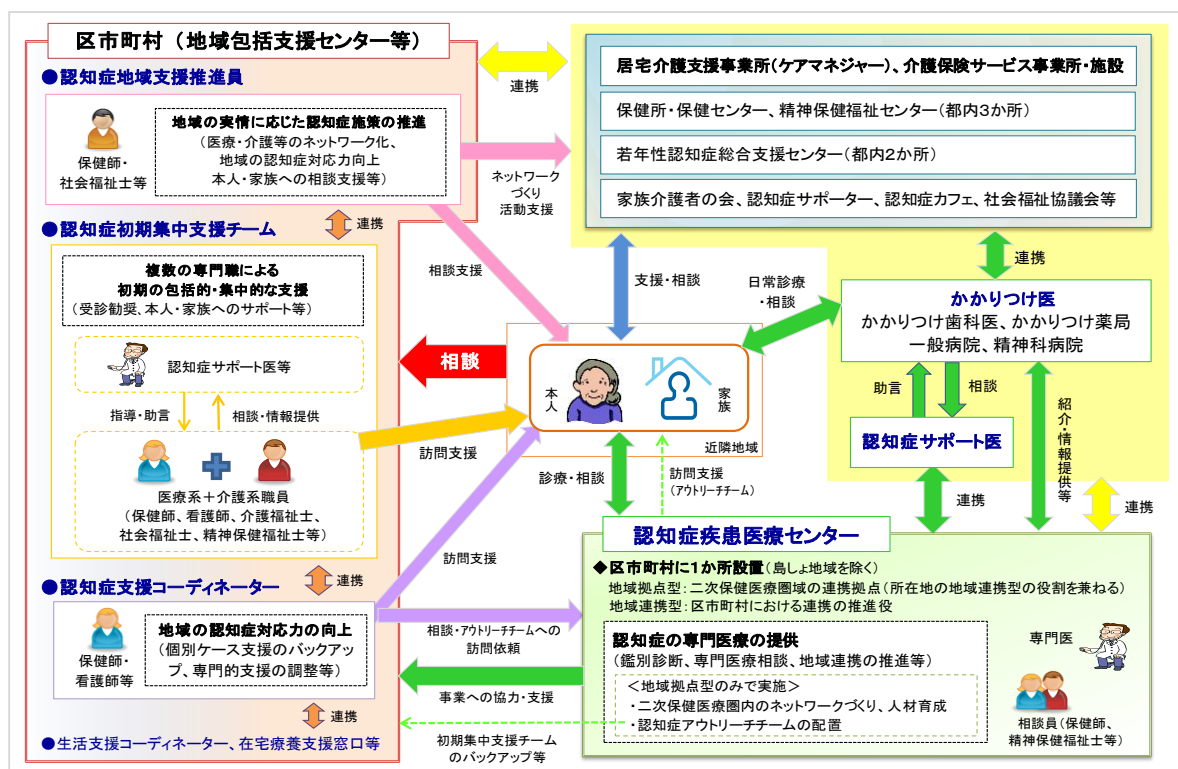 区市町村（地域包括支援センター等）
●認知症地域支援推進員
保健師・
社会福祉士等
地域の実情に応じた認知症施策の推進
（医療・介護等のネットワーク化、
地域の認知症対応力向上
本人・家族への相談支援等）
連携
●認知症初期集中支援チーム
複数の専門職による
初期の包括的・集中的な支援
（受診勧奨、本人・家族へのサポート等）
認知症サポート医等
指導・助言
相談・情報提供
医療系＋介護系職員
（保健師、看護師、介護福祉士、
社会福祉士、精神保健福祉士等）
連携
●認知症支援コーディネーター
保健師・
看護師等
地域の認知症対応力の向上
（個別ケース支援のバックアッ
プ、専門的支援の調整等）
連携
●生活支援コーディネーター、在宅療養支援窓口等
連携
ネットワーク
づくり
活動支援
相談支援
支援・相談
日常診療
・相談
相談
訪問支援
訪問支援
本人
家族
近隣地域
診療・相談
訪問支援
（アウトリーチチーム）
居宅介護支援事業所（ケアマネジャー）、介護保険サービス事業所・施設
保健所・保健センター、精神保健福祉センター（都内３か所）
若年性認知症総合支援センター（都内２か所）
家族介護者の会、認知症サポーター、認知症カフェ、社会福祉協議会等
連携
かかりつけ医
かかりつけ歯科医、かかりつけ薬局
一般病院、精神科病院
助言
相談
認知症サポート医
紹介・情報提供等
連携
連携
認知症疾患医療センター
◆区市町村に１か所設置（島しょ地域を除く）
地域拠点型：二次保健医療圏域の連携拠点（所在地の地域連携型の役割を兼ねる）
地域連携型：区市町村における連携の推進役
認知症の専門医療の提供
（鑑別診断、専門医療相談、地域連携の推進等）
＜地域拠点型のみで実施＞
・二次保健医療圏内のネットワークづくり、人材育成
・認知症アウトリーチチームの配置
専門医
相談員（保健師、
精神保健福祉士等）
相談・アウトリーチチームへの
訪問依頼
事業への協力・支援
初期集中支援チーム
のバックアップ等